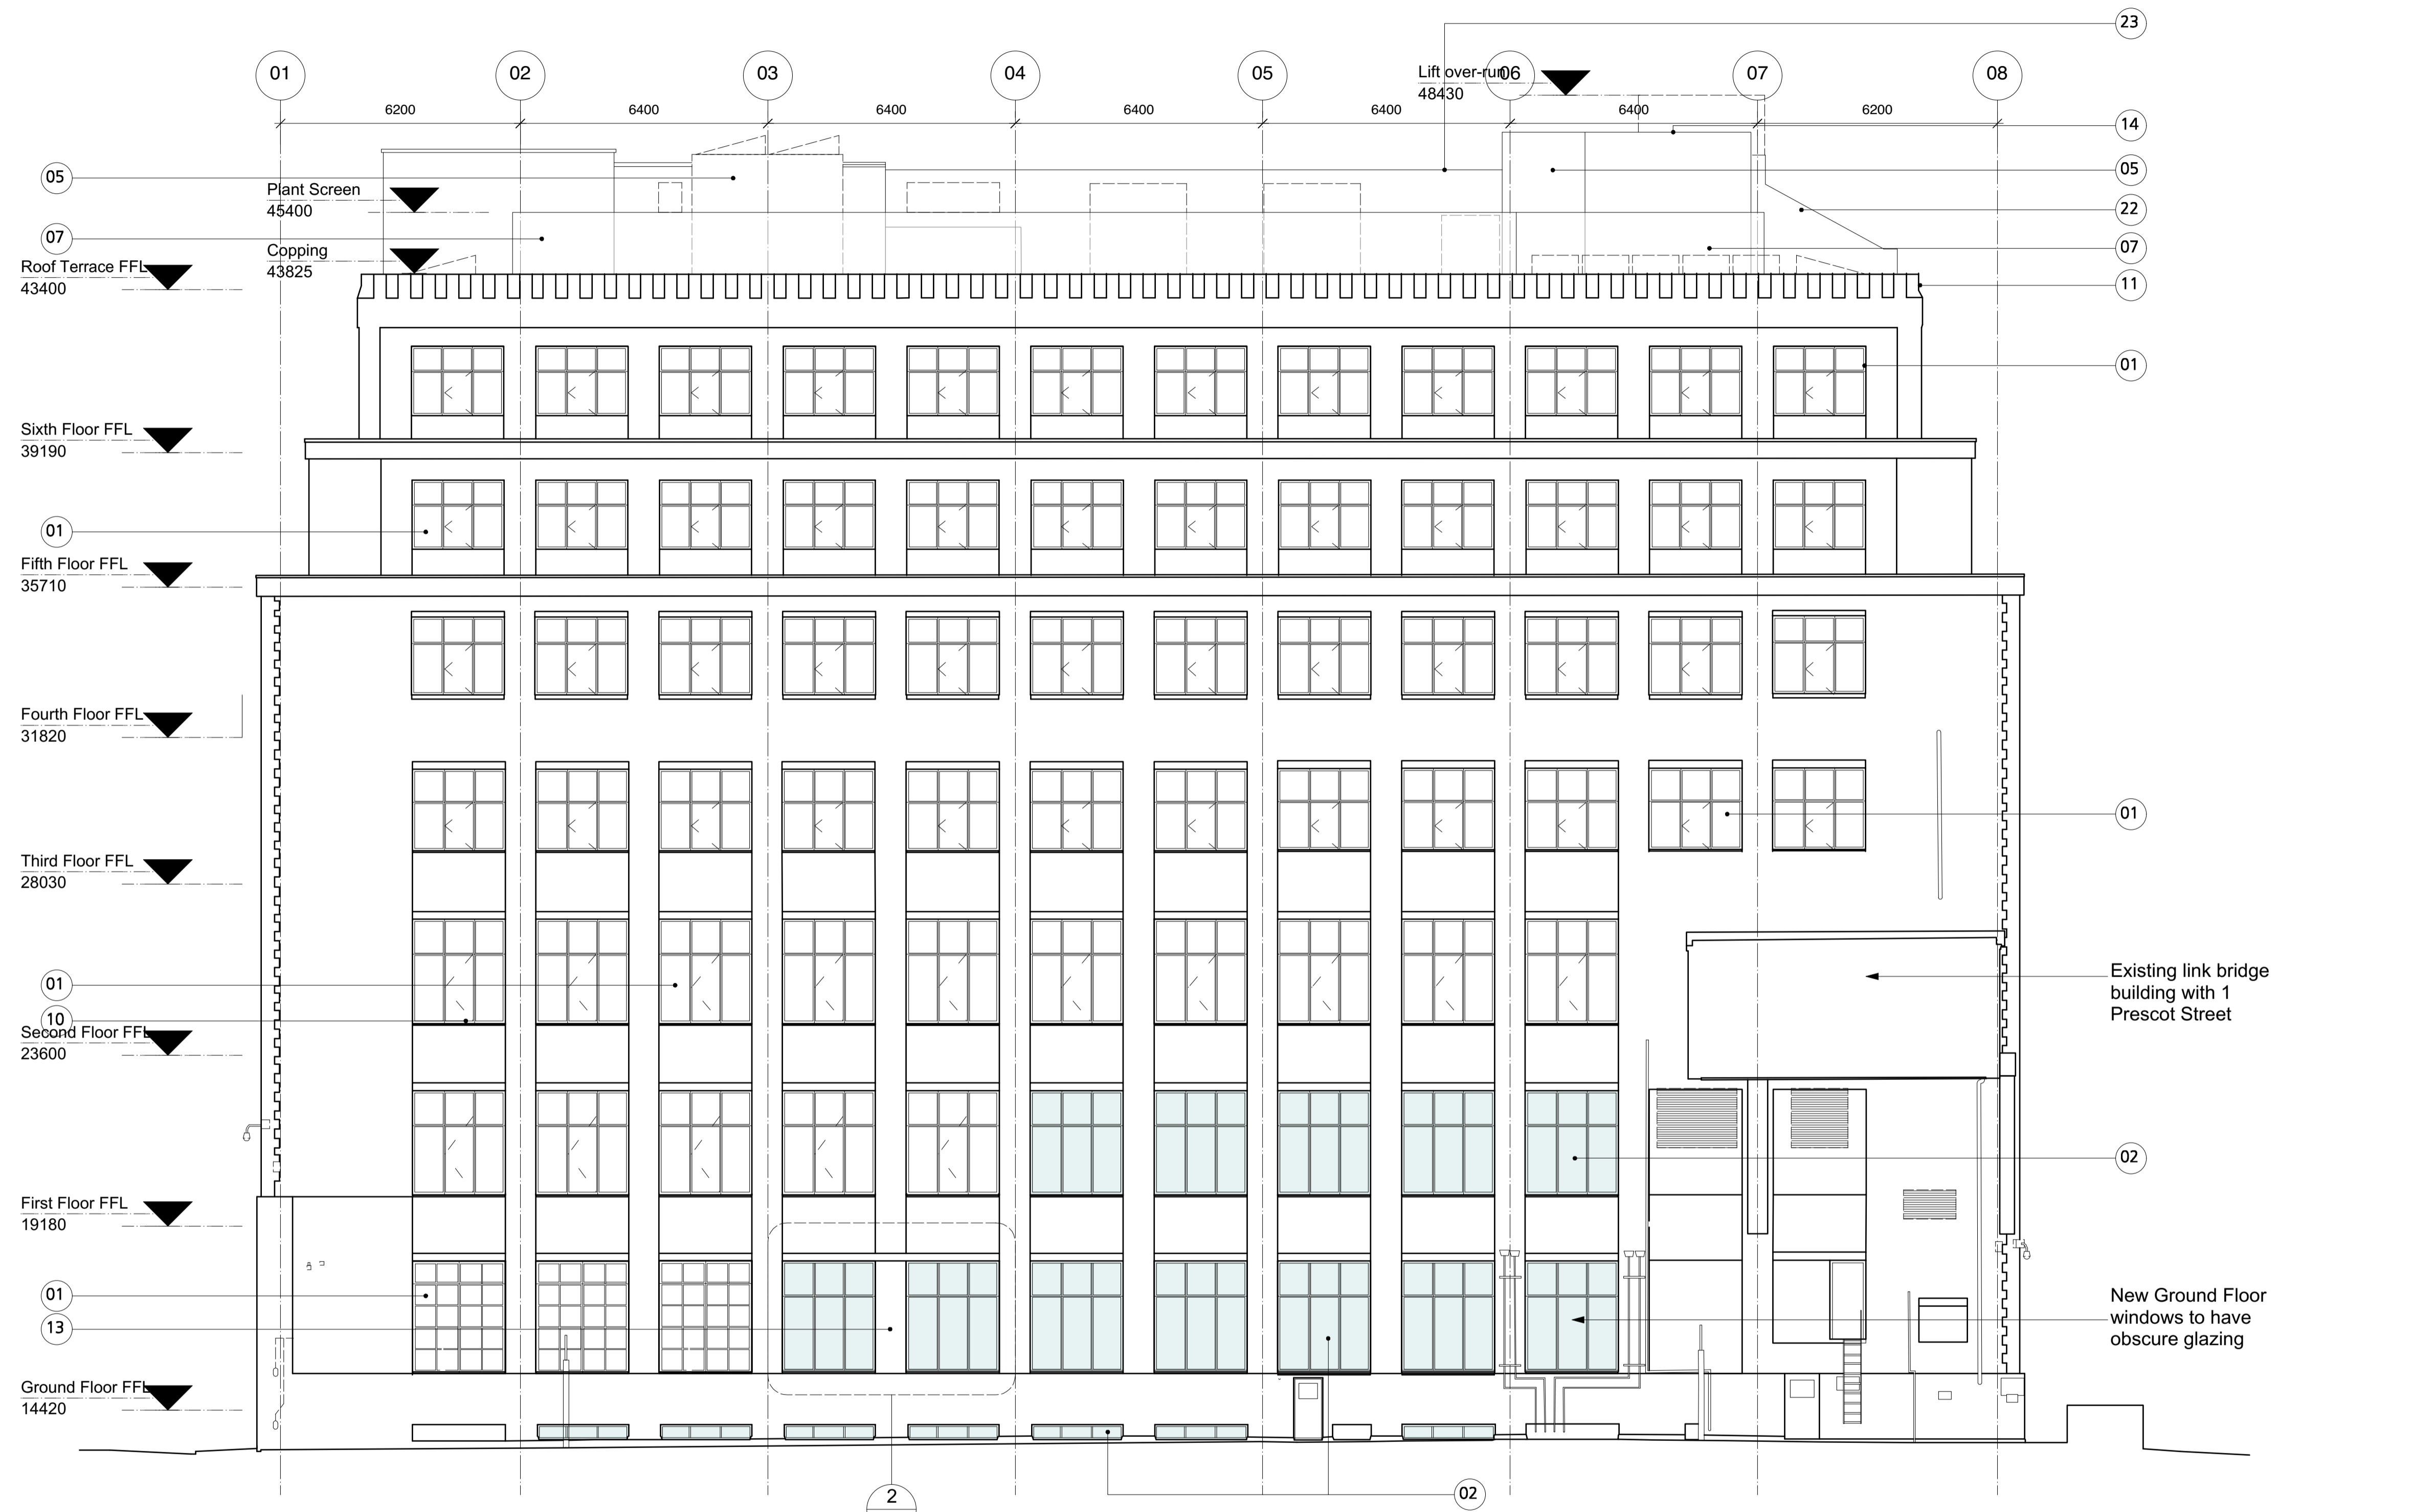 23
01
02
03
04
05
Lift over-run
06
48430
07
08
6200
6400
6400
6400
6400
6400
6200
14
05
05
Plant Screen
45400
22
07
Copping
43825
07
Roof Terrace FFL
43400
11
01
Sixth Floor FFL
39190
01
Fifth Floor FFL
35710
Fourth Floor FFL
31820
01
Third Floor FFL
28030
01
Existing link bridge
building with 1
Prescot Street
10
Second Floor FFL
23600
02
First Floor FFL
19180
01
New Ground Floor
windows to have
obscure glazing
13
Ground Floor FFL
14420
2
02